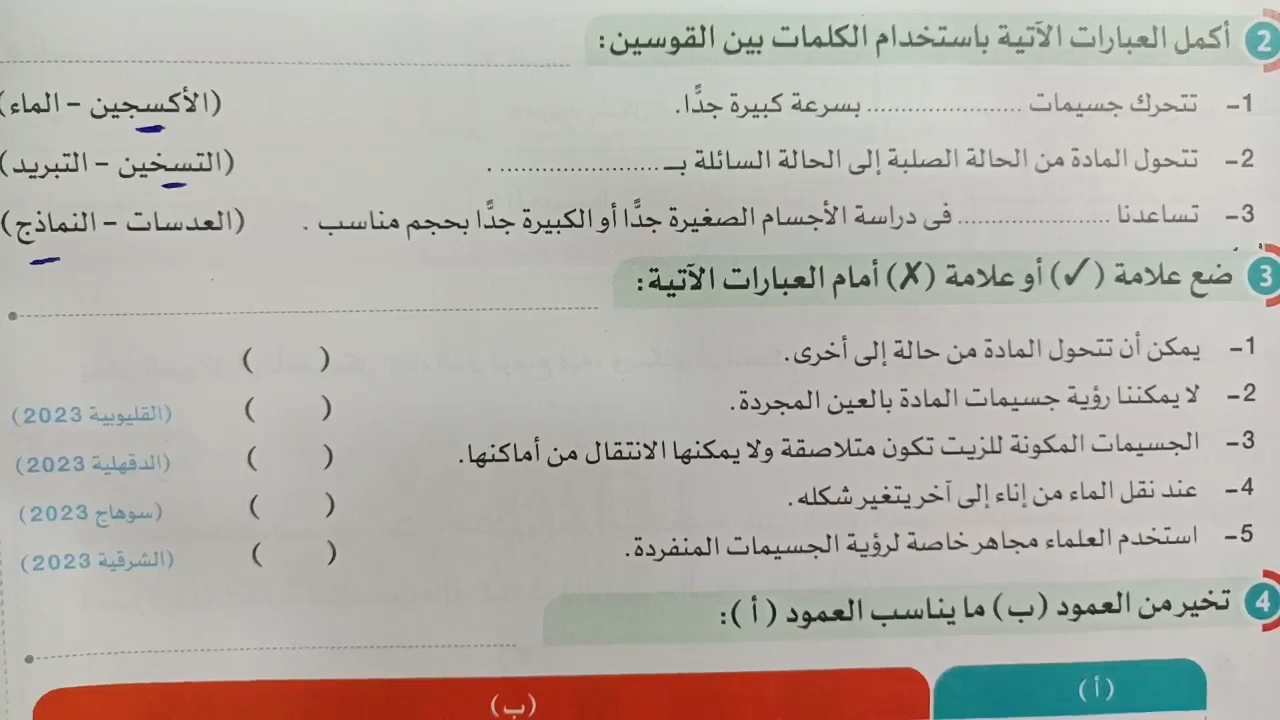 2 أكمل العبارات الآتية باستخدام الكلمات بين القوسين:
1- تتحرك جسيمات ...................... بسرعة كبيرة جدًّا. (الأكسجين - الماء)
2- تتحول المادة من الحالة الصلبة إلى الحالة السائلة بـ ..................... . (التسخين - التبريد)
3- تساعدنا ...................... فى دراسة الأجسام الصغيرة جدًّا أو الكبيرة جدًّا بحجم مناسب . (العدسات - النماذج)
3 ضع علامة (✓) أو علامة (✗) أمام العبارات الآتية:
1- يمكن أن تتحول المادة من حالة إلى أخرى. ( )
2- لا يمكننا رؤية جسيمات المادة بالعين المجردة. ( ) (القليوبية 2023)
3- الجسيمات المكونة للزيت تكون متلاصقة ولا يمكنها الانتقال من أماكنها. ( ) (الدقهلية 2023)
4- عند نقل الماء من إناء إلى آخر يتغير شكله. ( ) (سوهاج 2023)
5- استخدم العلماء مجاهر خاصة لرؤية الجسيمات المنفردة. ( ) (الشرقية 2023)
4 تخير من العمود (ب) ما يناسب العمود (أ):
(أ) (ب)